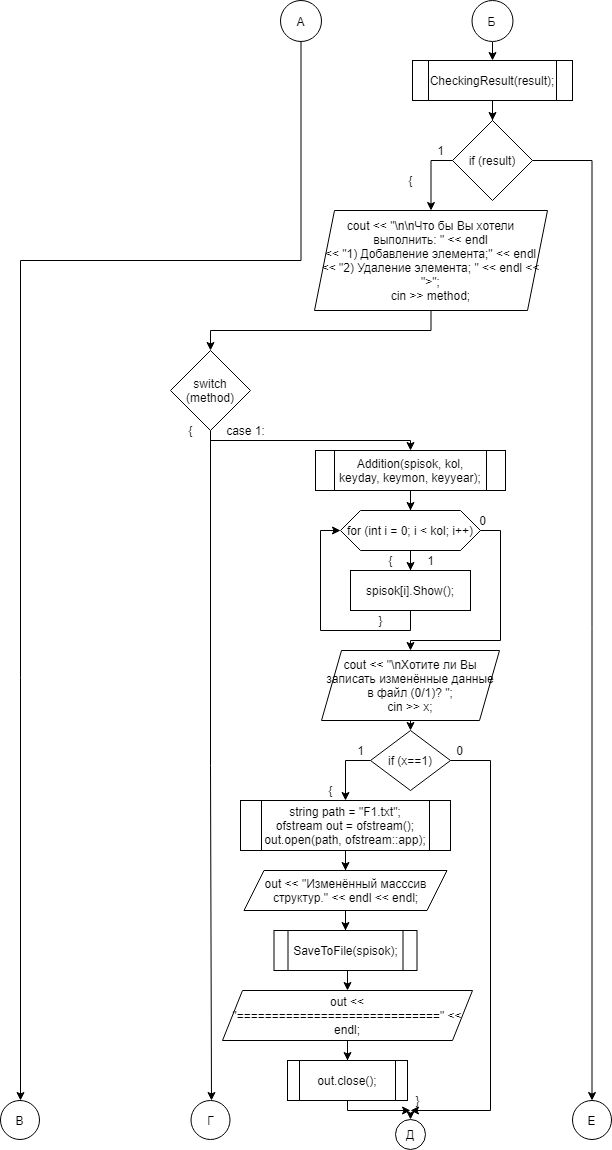 А
Б
CheckingResult(result);
if (result)
1
{
cout << "\n\nЧто бы Вы хотели
выполнить: " << endl
<< "1) Добавление элемента;" << endl
<< "2) Удаление элемента; " << endl <<
">";
cin >> method;
switch
(method)
{
case 1:
Addition(spisok, kol,
keyday, keymon, keyyear);
for (int i = 0; i < kol; i++)
0
{
1
spisok[i].Show();
}
cout << "\nХотите ли Вы
записать изменённые данные
в файл (0/1)? ";
cin >> x;
if (x==1)
1
0
{
string path = "F1.txt";
ofstream out = ofstream();
out.open(path, ofstream::app);
out << "Изменённый масссив
структур." << endl << endl;
SaveToFile(spisok);
out <<
"=============================" <<
endl;
out.close();
}
В
Г
Д
Е